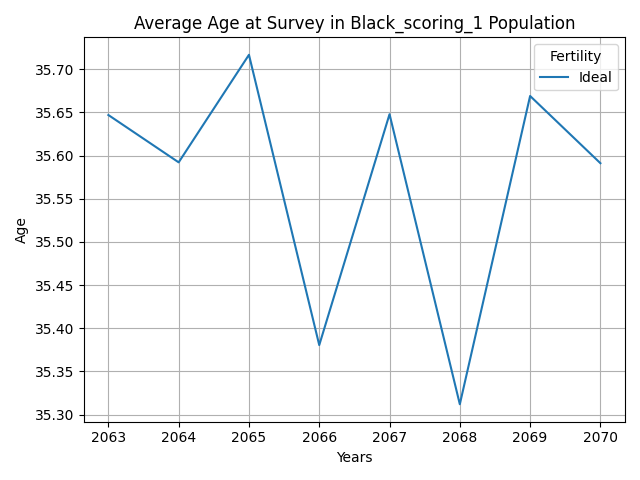 Average Age at Survey in Black_scoring_1 Population
Fertility
Ideal
35.70
35.65
35.60
35.55
35.50
35.45
35.40
35.35
35.30
Age
2063 2064 2065 2066 2067 2068 2069 2070
Years